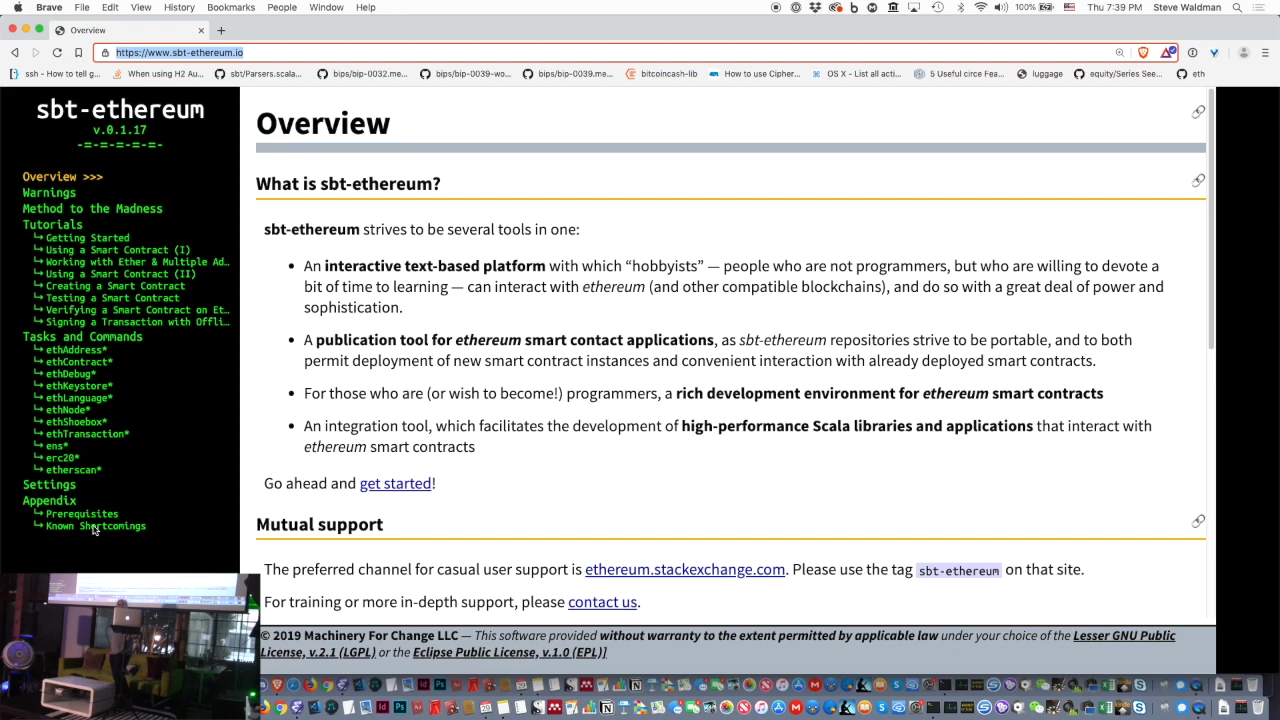 Brave File Edit View History Bookmarks People Window Help 100% Thu 7:39 PM Steve Waldman
Overview
https://www.sbt-ethereum.io
ssh - How to tell g... When using H2 Au... sbt/Parsers.scala... bips/bip-0032.me... bips/bip-0039-wo... bips/bip-0039.me... bitcoincash-lib How to use Cipher... OS X - List all acti... 5 Useful circe Fea... luggage equity/Series See... eth
sbt-ethereum
v.0.1.17
-=-=-=-=-=-
Overview >>>
Warnings
Method to the Madness
Tutorials
Getting Started
Using a Smart Contract (I)
Working with Ether & Multiple Ad…
Using a Smart Contract (II)
Creating a Smart Contract
Testing a Smart Contract
Verifying a Smart Contract on Et…
Signing a Transaction with Offli…
Tasks and Commands
ethAddress*
ethContract*
ethDebug*
ethKeystore*
ethLanguage*
ethNode*
ethShoebox*
ethTransaction*
ens*
erc20*
etherscan*
Settings
Appendix
Prerequisites
Known Shortcomings
Overview
What is sbt-ethereum?
sbt-ethereum strives to be several tools in one:
• An interactive text-based platform with which “hobbyists” — people who are not programmers, but who are willing to devote a
bit of time to learning — can interact with ethereum (and other compatible blockchains), and do so with a great deal of power and
sophistication.
• A publication tool for ethereum smart contact applications, as sbt-ethereum repositories strive to be portable, and to both
permit deployment of new smart contract instances and convenient interaction with already deployed smart contracts.
• For those who are (or wish to become!) programmers, a rich development environment for ethereum smart contracts
• An integration tool, which facilitates the development of high-performance Scala libraries and applications that interact with
ethereum smart contracts
Go ahead and get started!
Mutual support
The preferred channel for casual user support is ethereum.stackexchange.com. Please use the tag sbt-ethereum on that site.
For training or more in-depth support, please contact us.
© 2019 Machinery For Change LLC — This software provided without warranty to the extent permitted by applicable law under your choice of the Lesser GNU Public
License, v.2.1 (LGPL) or the Eclipse Public License, v.1.0 (EPL)]